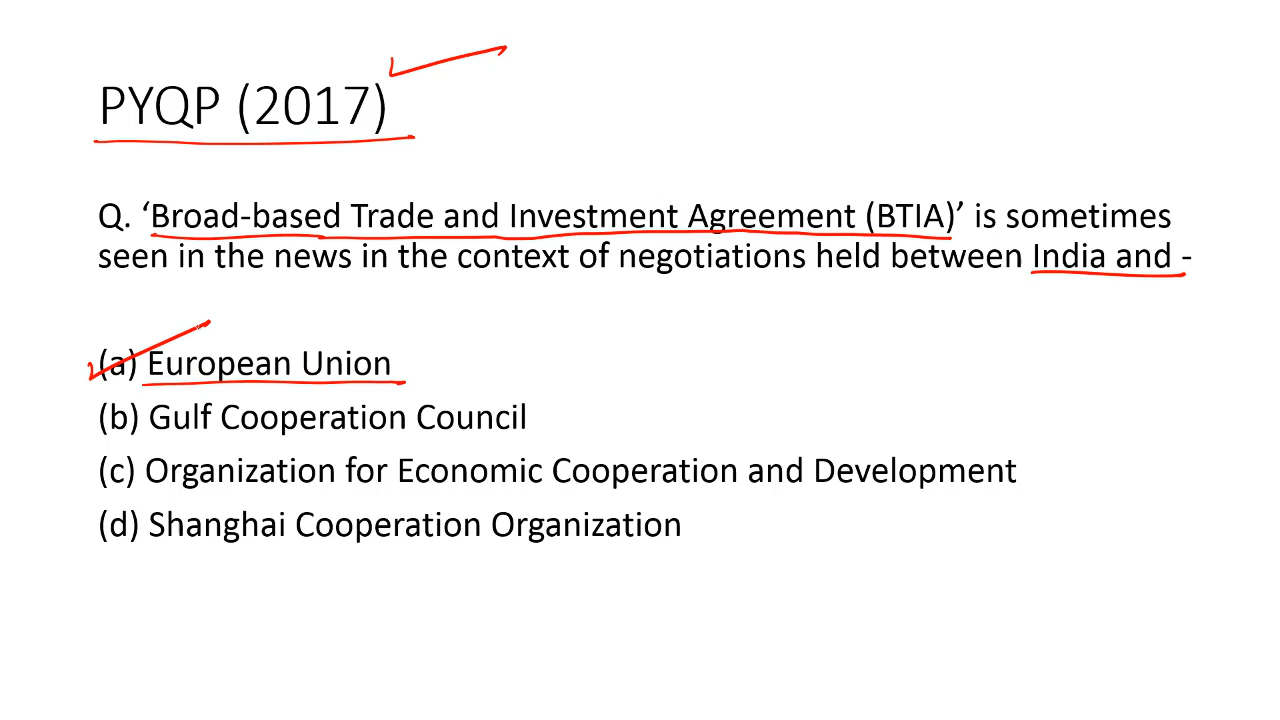 PYQP (2017)
Q. ‘Broad-based Trade and Investment Agreement (BTIA)’ is sometimes
seen in the news in the context of negotiations held between India and -
(a) European Union
(b) Gulf Cooperation Council
(c) Organization for Economic Cooperation and Development
(d) Shanghai Cooperation Organization